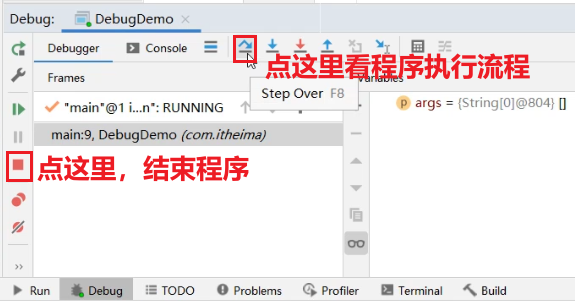 Debug: DebugDemo ×
Debugger Console
点这里看程序执行流程
Frames
Step Over F8
"main"@1 i...n": RUNNING
main:9, DebugDemo (com.itheima)
args = {String[0]@804} []
点这里，结束程序
Run Debug TODO Problems Profiler Terminal Build